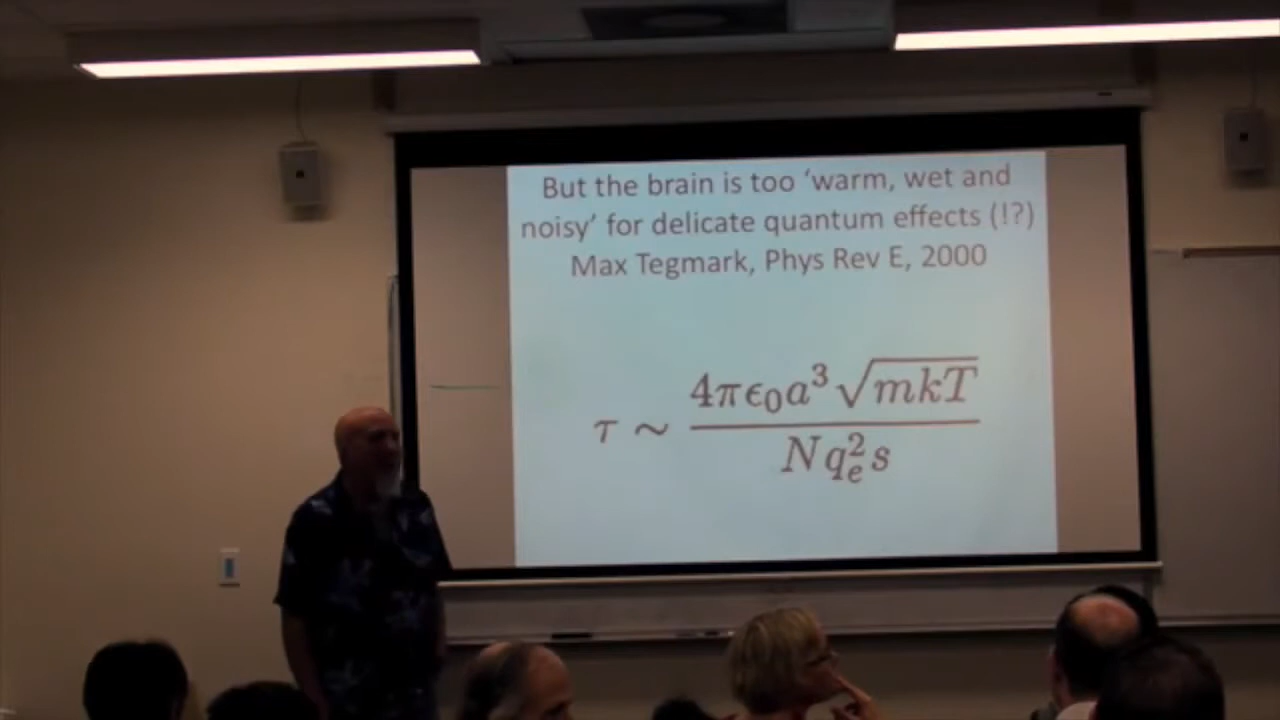 But the brain is too ‘warm, wet and
noisy’ for delicate quantum effects (!?)
Max Tegmark, Phys Rev E, 2000
τ ~ \frac{4πϵ₀a³√(mkT)}{Nq_e²s}